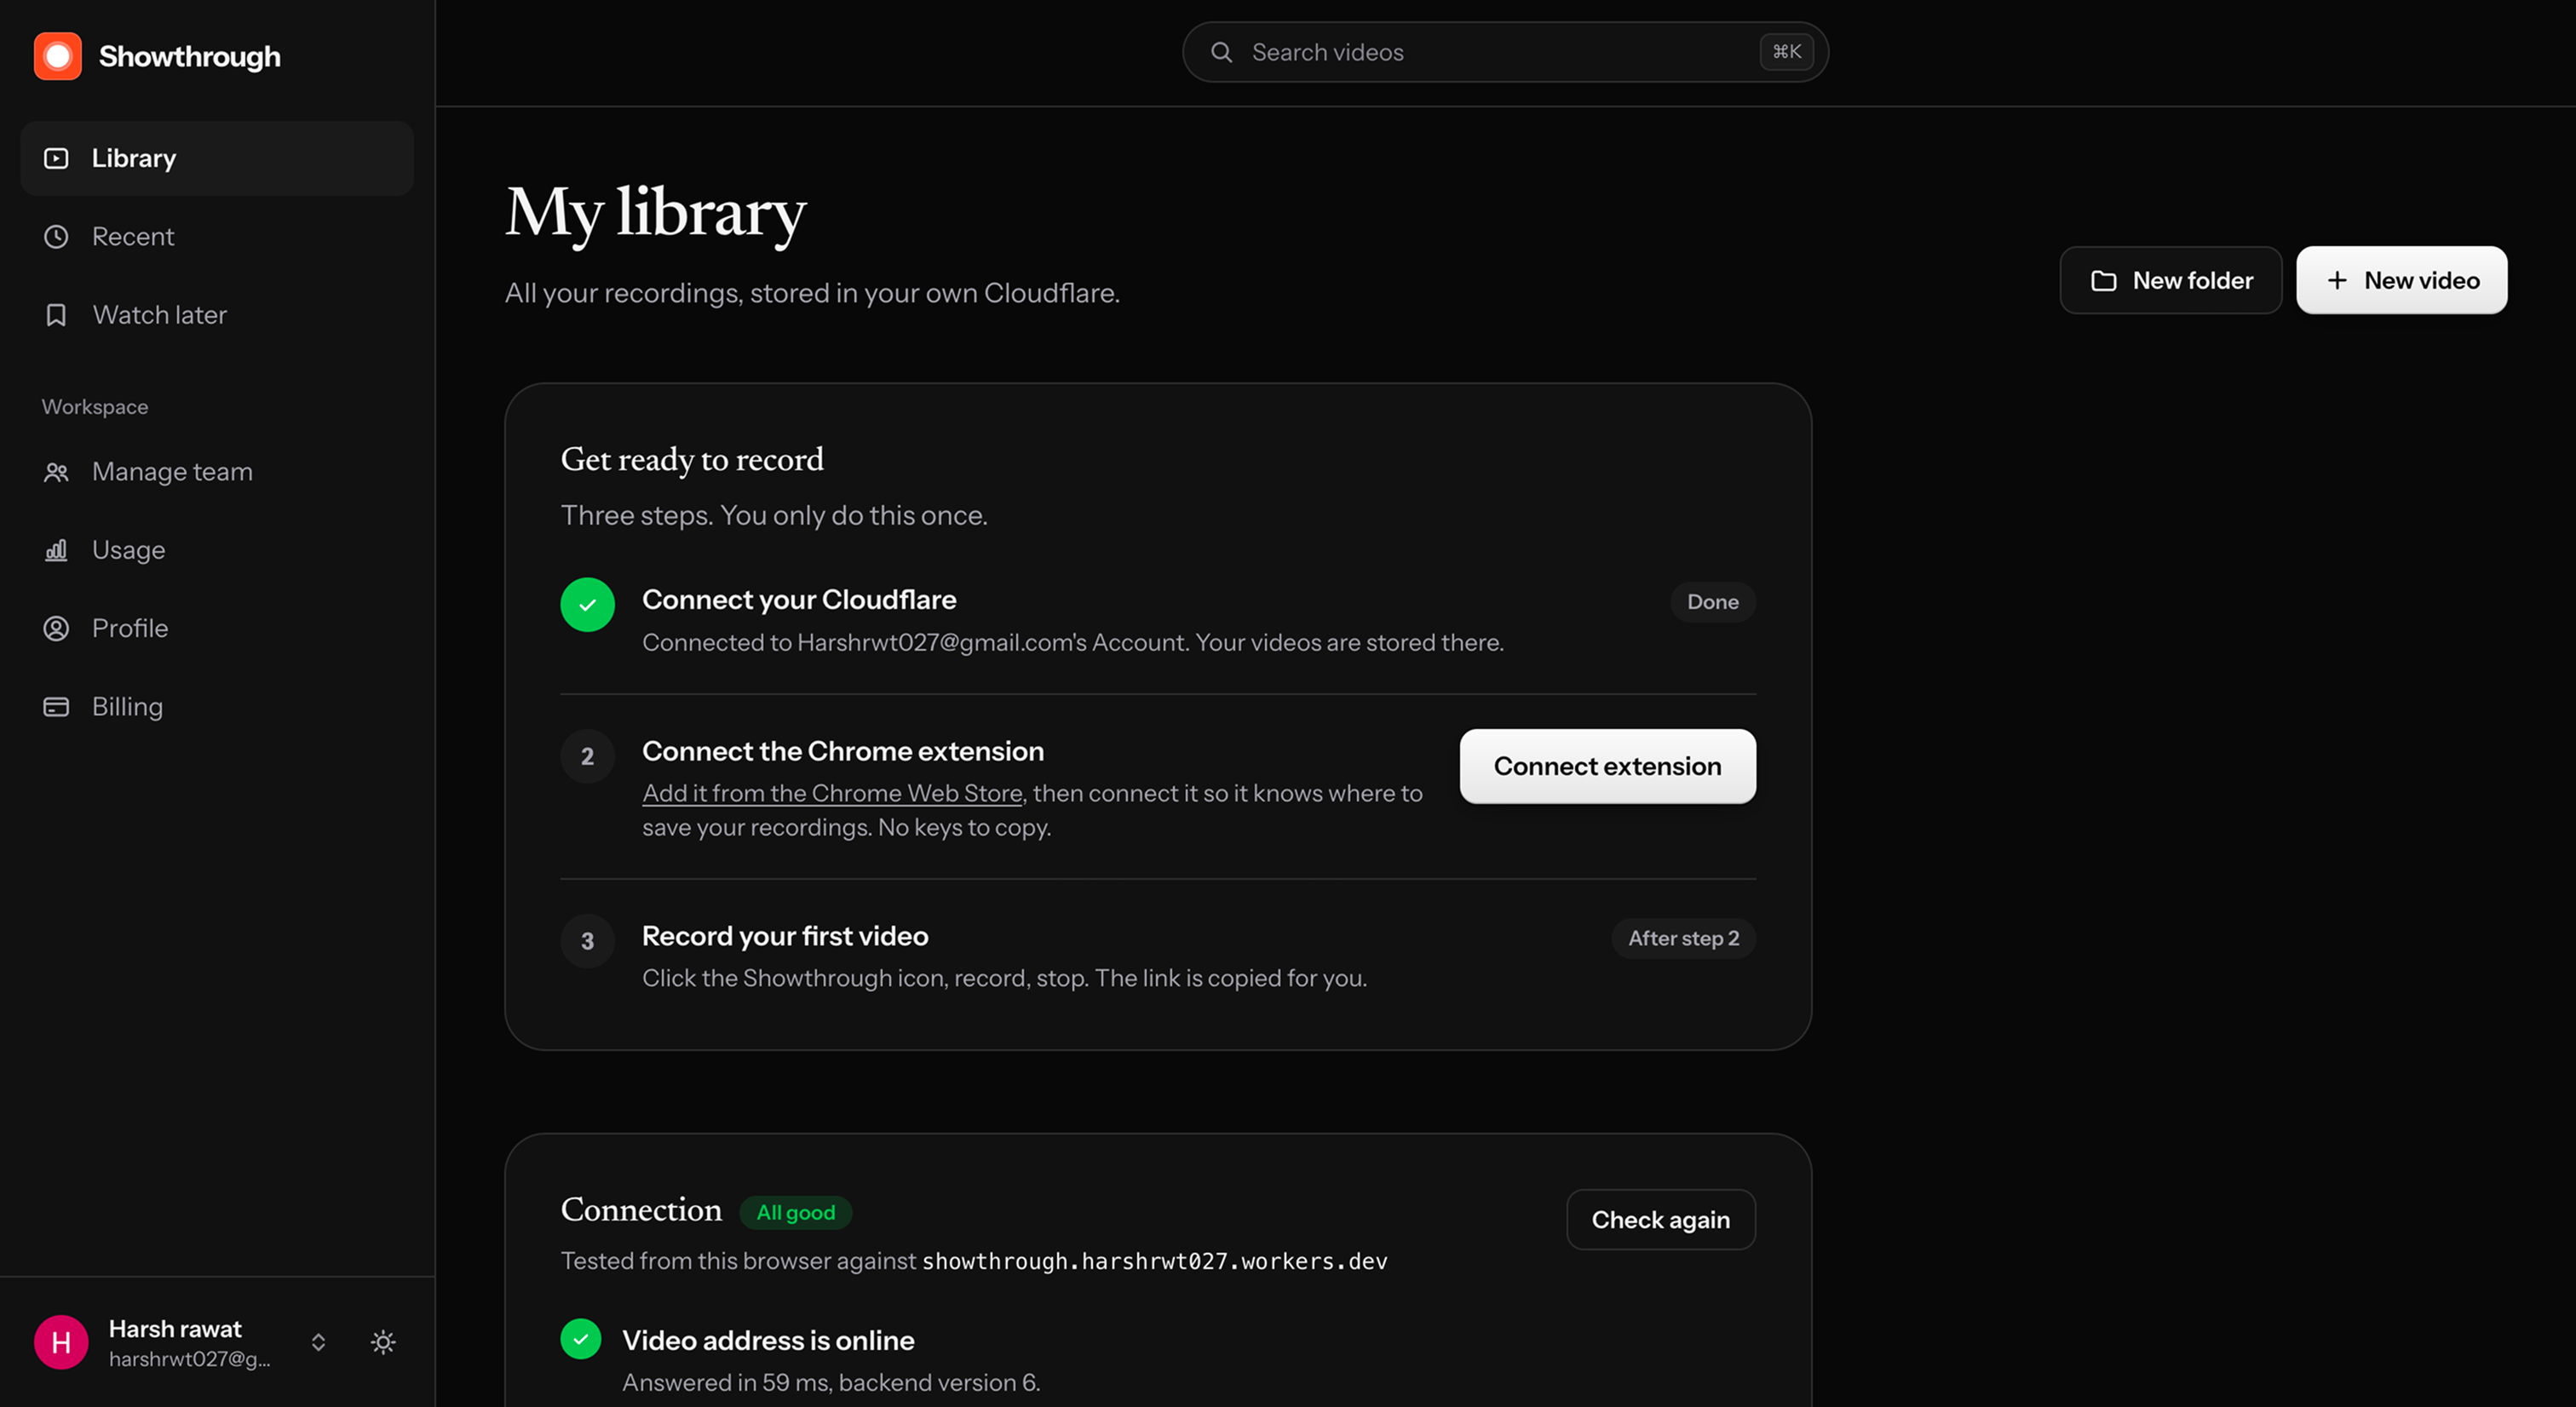 Showthrough
Search videos
⌘K
Library
Recent
Watch later
Workspace
Manage team
Usage
Profile
Billing
My library
All your recordings, stored in your own Cloudflare.
New folder
New video
Get ready to record
Three steps. You only do this once.
Connect your Cloudflare
Done
Connected to Harshrwt027@gmail.com's Account. Your videos are stored there.
2
Connect the Chrome extension
Connect extension
Add it from the Chrome Web Store, then connect it so it knows where to
save your recordings. No keys to copy.
3
Record your first video
After step 2
Click the Showthrough icon, record, stop. The link is copied for you.
Connection
All good
Check again
Tested from this browser against showthrough.harshrwt027.workers.dev
Video address is online
Answered in 59 ms, backend version 6.
H
Harsh rawat
harshrwt027@g...